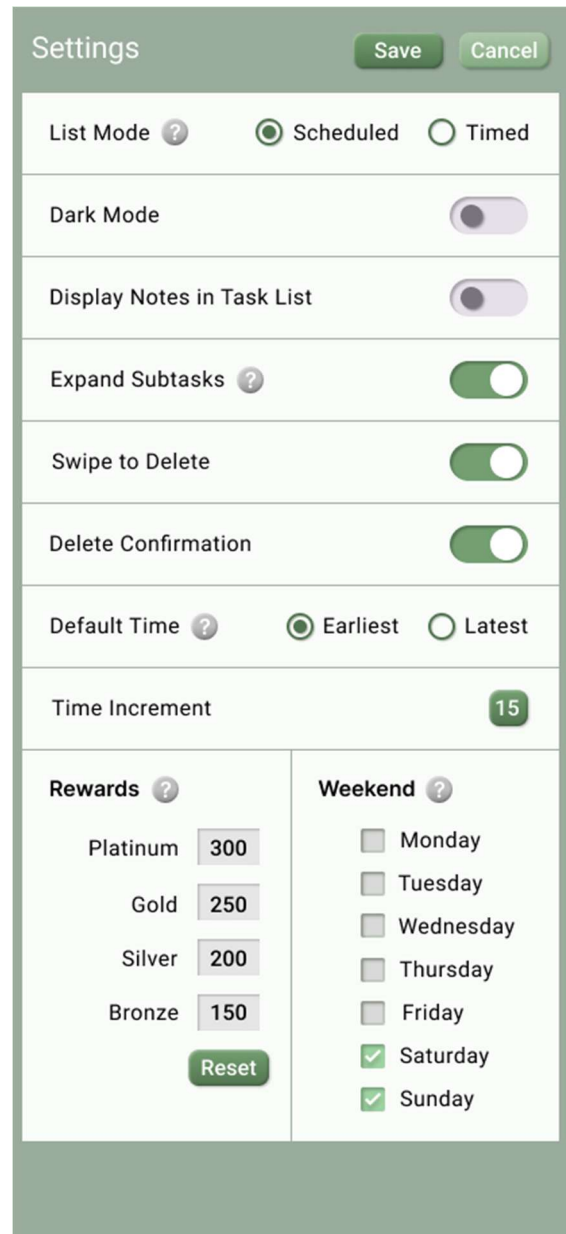 Settings Save Cancel
List Mode ? Scheduled Timed
Dark Mode
Display Notes in Task List
Expand Subtasks ?
Swipe to Delete
Delete Confirmation
Default Time ? Earliest Latest
Time Increment 15
Rewards ?
Platinum 300
Gold 250
Silver 200
Bronze 150
Reset
Weekend ?
Monday
Tuesday
Wednesday
Thursday
Friday
Saturday
Sunday